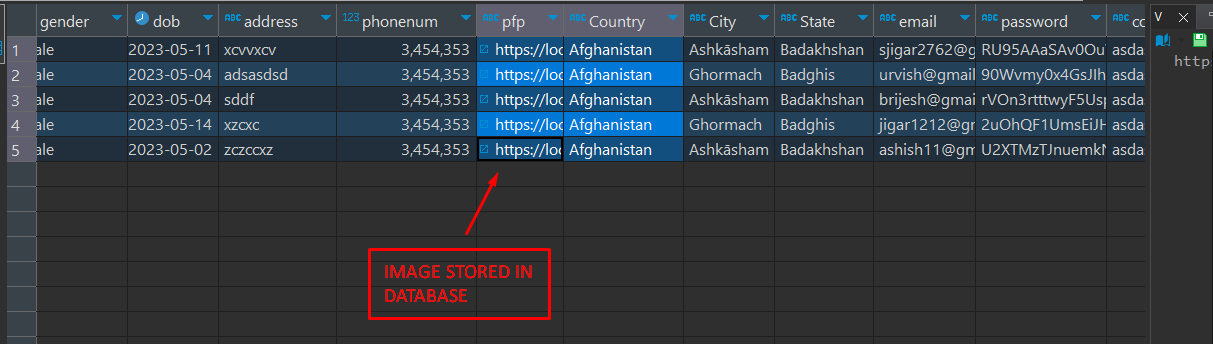 gender dob address phonenum pfp Country City State email password co V
1 ale 2023-05-11 xcvvxcv 3,454,353 https://loc Afghanistan Ashkāsham Badakhshan sjigar2762@g RU95AAaSAv0Ou asda
2 ale 2023-05-04 adsasdsd 3,454,353 https://loc Afghanistan Ghormach Badghis urvish@gmail 90Wvmy0x4GsJIh asdas
3 ale 2023-05-04 sddf 3,454,353 https://loc Afghanistan Ashkāsham Badakhshan brijesh@gmai rVOn3rtttwyF5Usp asdas
4 ale 2023-05-14 xzcxc 3,454,353 https://loc Afghanistan Ghormach Badghis jigar1212@gr 2uOhQF1UmsEiJH asdas
5 ale 2023-05-02 zczccxz 3,454,353 https://loc Afghanistan Ashkāsham Badakhshan ashish11@gm U2XTMzTJnuemkN asdas
http
IMAGE STORED IN
DATABASE